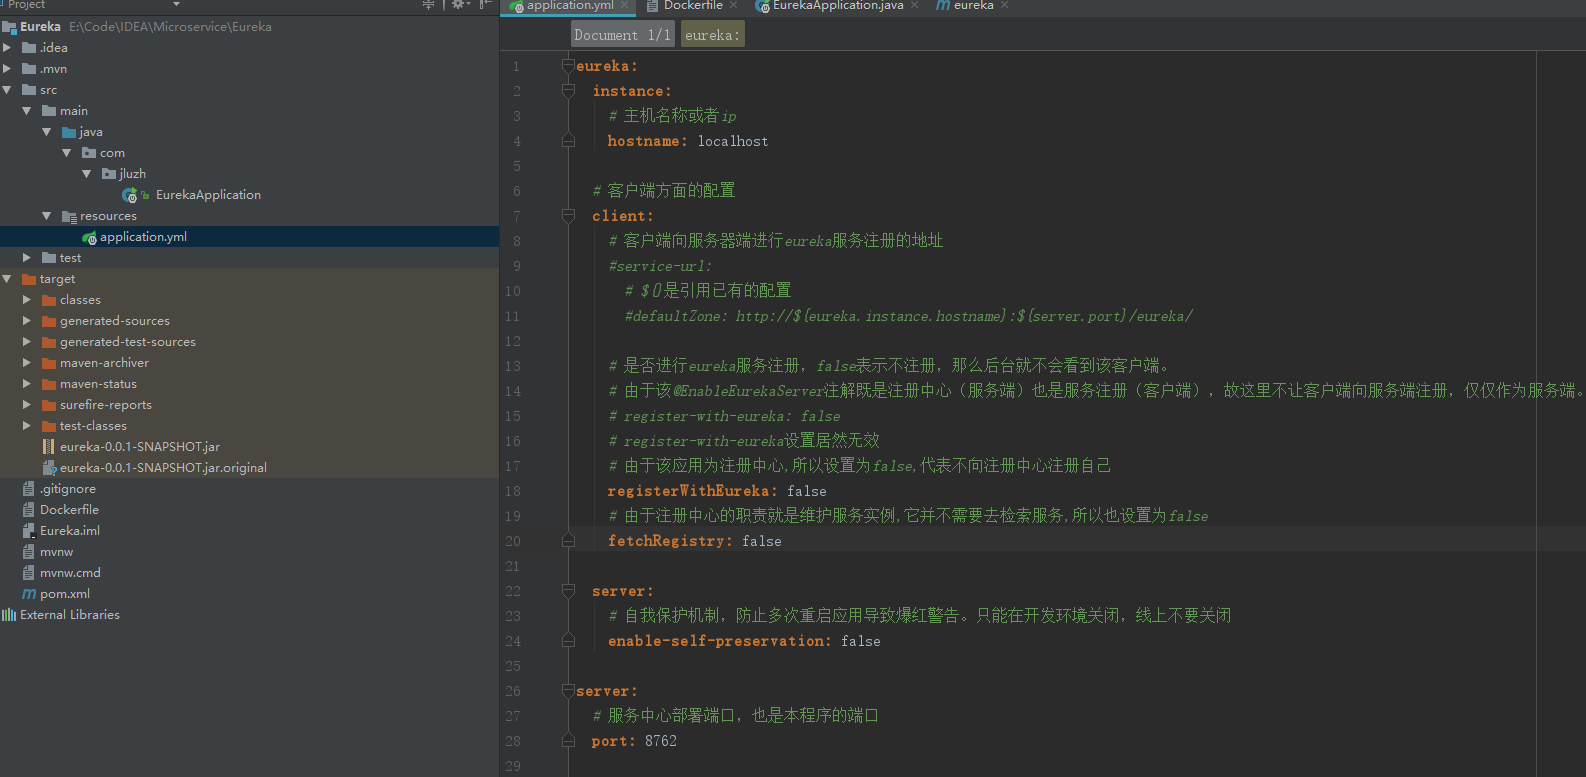 Project
Eureka E:\Code\IDEA\Microservice\Eureka
.idea
.mvn
src
main
java
com
jluzh
EurekaApplication
resources
application.yml
test
target
classes
generated-sources
generated-test-sources
maven-archiver
maven-status
surefire-reports
test-classes
eureka-0.0.1-SNAPSHOT.jar
eureka-0.0.1-SNAPSHOT.jar.original
.gitignore
Dockerfile
Eureka.iml
mvnw
mvnw.cmd
pom.xml
External Libraries
application.yml Dockerfile EurekaApplication.java eureka
Document 1/1 eureka:
1 eureka:
2 instance:
3 # 主机名称或者ip
4 hostname: localhost
5
6 # 客户端方面的配置
7 client:
8 # 客户端向服务器端进行eureka服务注册的地址
9 #service-url:
10 # ${}是引用已有的配置
11 #defaultZone: http://${eureka.instance.hostname}:${server.port}/eureka/
12
13 # 是否进行eureka服务注册，false表示不注册，那么后台就不会看到该客户端。
14 # 由于该@EnableEurekaServer注解既是注册中心（服务端）也是服务注册（客户端），故这里不让客户端向服务端注册，仅仅作为服务端。
15 # register-with-eureka: false
16 # register-with-eureka设置居然无效
17 # 由于该应用为注册中心,所以设置为false,代表不向注册中心注册自己
18 registerWithEureka: false
19 # 由于注册中心的职责就是维护服务实例,它并不需要去检索服务,所以也设置为false
20 fetchRegistry: false
21
22 server:
23 # 自我保护机制，防止多次重启应用导致爆红警告。只能在开发环境关闭，线上不要关闭
24 enable-self-preservation: false
25
26 server:
27 # 服务中心部署端口，也是本程序的端口
28 port: 8762
29